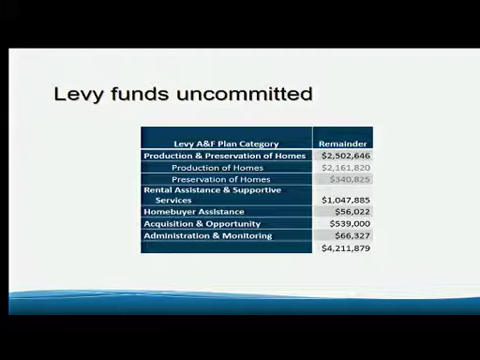 Levy funds uncommitted
Levy A&F Plan Category Remainder
Production & Preservation of Homes $2,502,646
Production of Homes $2,161,820
Preservation of Homes $340,825
Rental Assistance & Supportive
Services $1,047,885
Homebuyer Assistance $56,022
Acquisition & Opportunity $539,000
Administration & Monitoring $66,327
$4,211,879